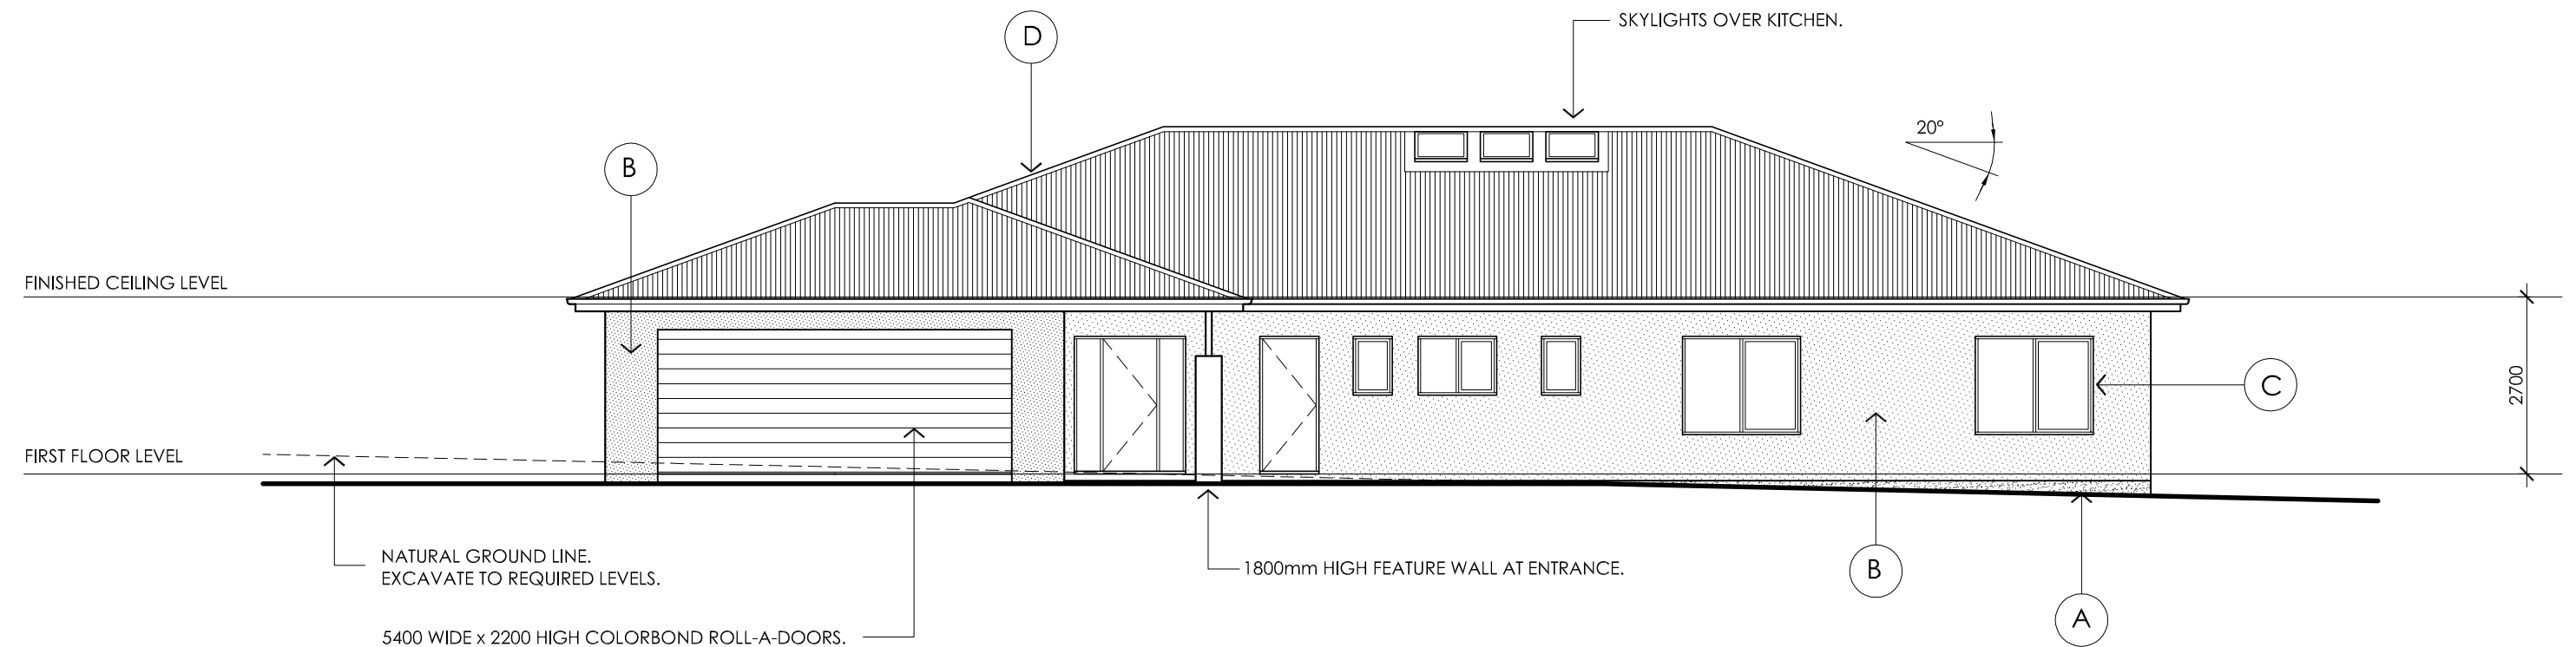 SKYLIGHTS OVER KITCHEN.
D
20°
B
FINISHED CEILING LEVEL
2700
C
FIRST FLOOR LEVEL
NATURAL GROUND LINE.
EXCAVATE TO REQUIRED LEVELS.
1800mm HIGH FEATURE WALL AT ENTRANCE.
B
A
5400 WIDE x 2200 HIGH COLORBOND ROLL-A-DOORS.